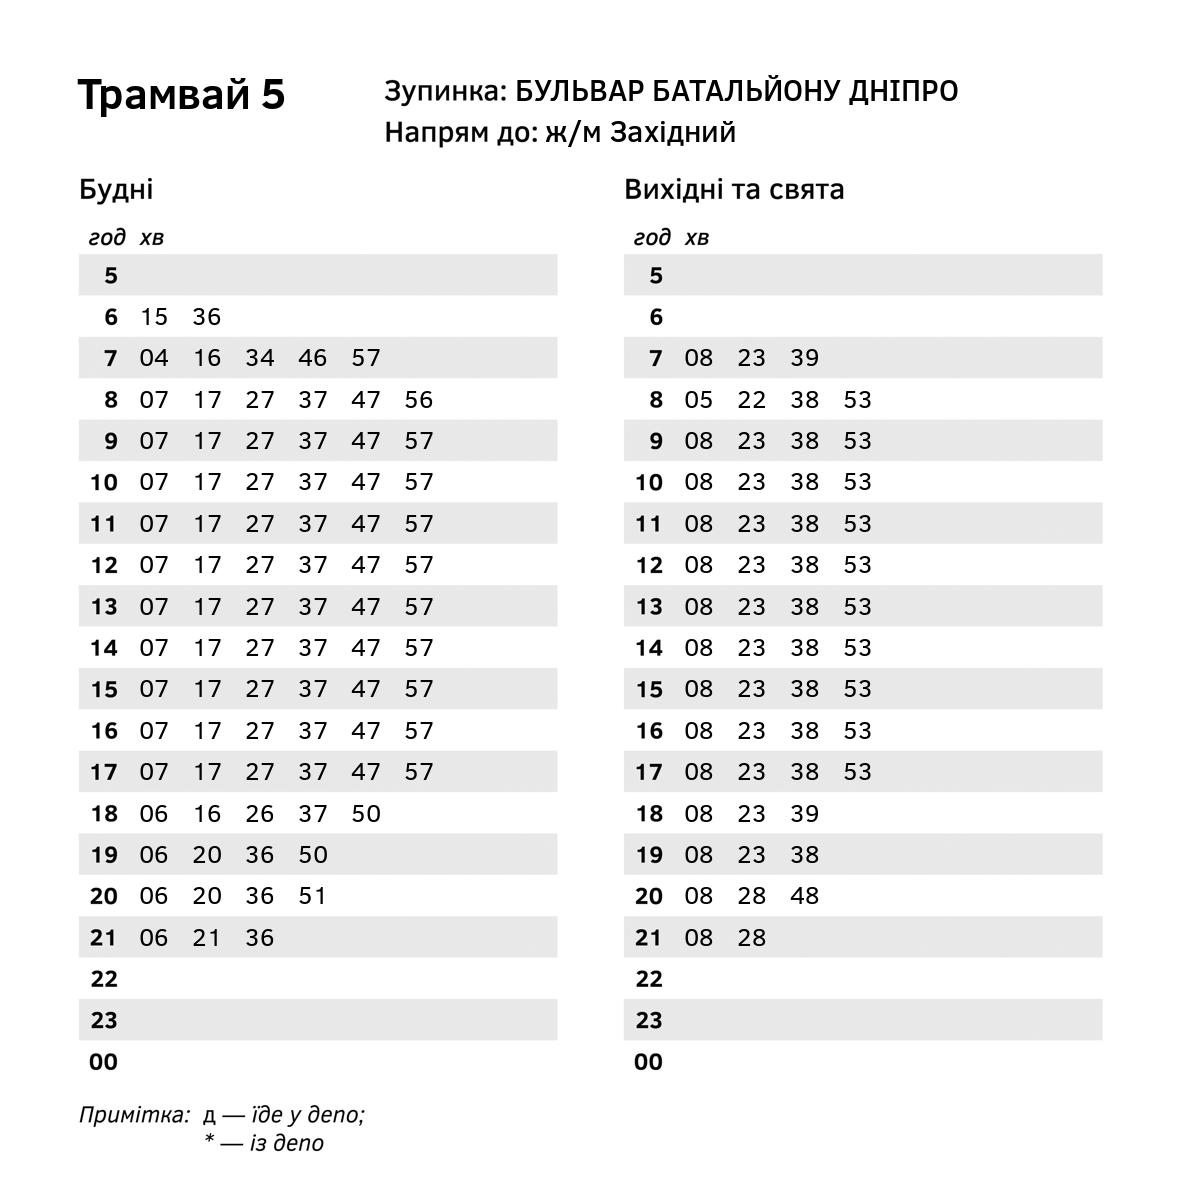 Трамвай 5
Зупинка: БУЛЬВАР БАТАЛЬЙОНУ ДНІПРО
Напрям до: ж/м Західний
Будні
год хв
5
6 15 36
7 04 16 34 46 57
8 07 17 27 37 47 56
9 07 17 27 37 47 57
10 07 17 27 37 47 57
11 07 17 27 37 47 57
12 07 17 27 37 47 57
13 07 17 27 37 47 57
14 07 17 27 37 47 57
15 07 17 27 37 47 57
16 07 17 27 37 47 57
17 07 17 27 37 47 57
18 06 16 26 37 50
19 06 20 36 50
20 06 20 36 51
21 06 21 36
22
23
00
Вихідні та свята
год хв
5
6
7 08 23 39
8 05 22 38 53
9 08 23 38 53
10 08 23 38 53
11 08 23 38 53
12 08 23 38 53
13 08 23 38 53
14 08 23 38 53
15 08 23 38 53
16 08 23 38 53
17 08 23 38 53
18 08 23 39
19 08 23 38
20 08 28 48
21 08 28
22
23
00
Примітка: д — їде у депо;
* — із депо